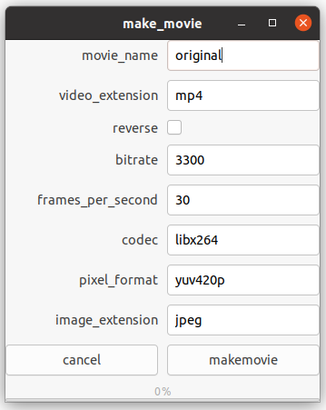 make_movie
movie_name original
video_extension mp4
reverse
bitrate 3300
frames_per_second 30
codec libx264
pixel_format yuv420p
image_extension jpeg
cancel makemovie
0%